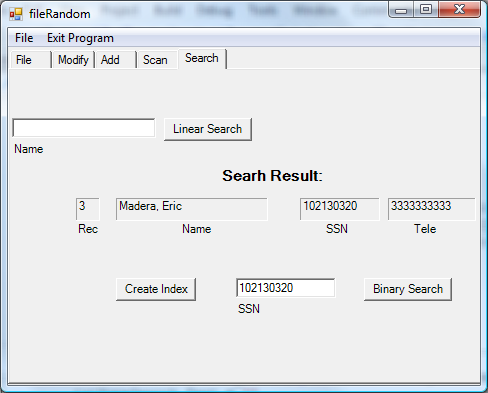 fileRandom
File Exit Program
File Modify Add Scan Search
Linear Search
Name
Searh Result:
3 Madera, Eric 102130320 3333333333
Rec Name SSN Tele
Create Index 102130320 Binary Search
SSN